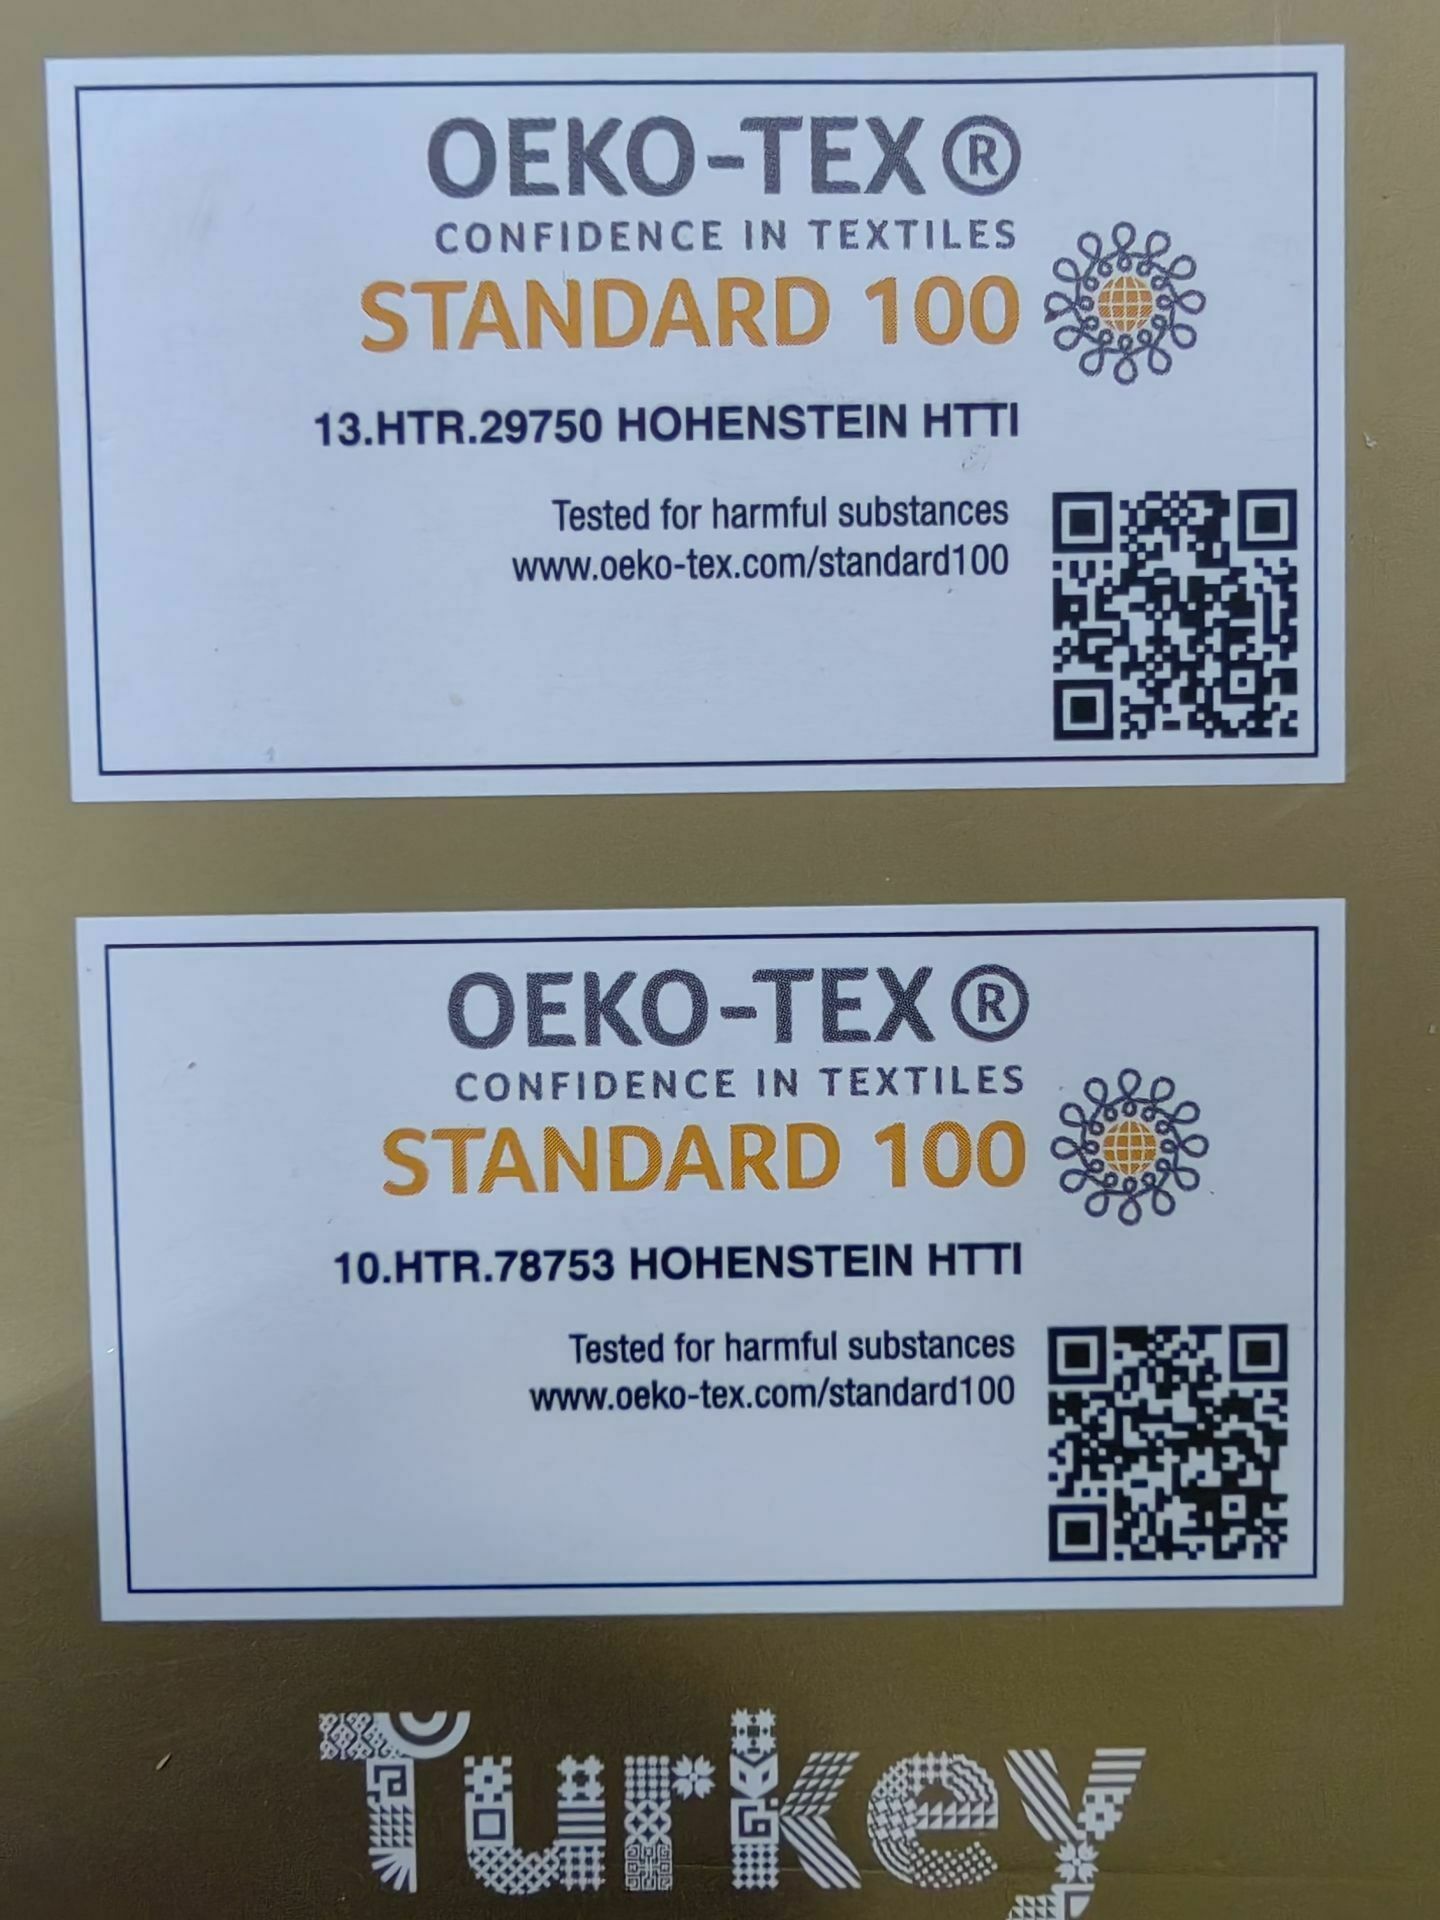 OEKO-TEX®
CONFIDENCE IN TEXTILES
STANDARD 100
13.HTR.29750 HOHENSTEIN HTTI
Tested for harmful substances
www.oeko-tex.com/standard100
OEKO-TEX®
CONFIDENCE IN TEXTILES
STANDARD 100
10.HTR.78753 HOHENSTEIN HTTI
Tested for harmful substances
www.oeko-tex.com/standard100
Turkey